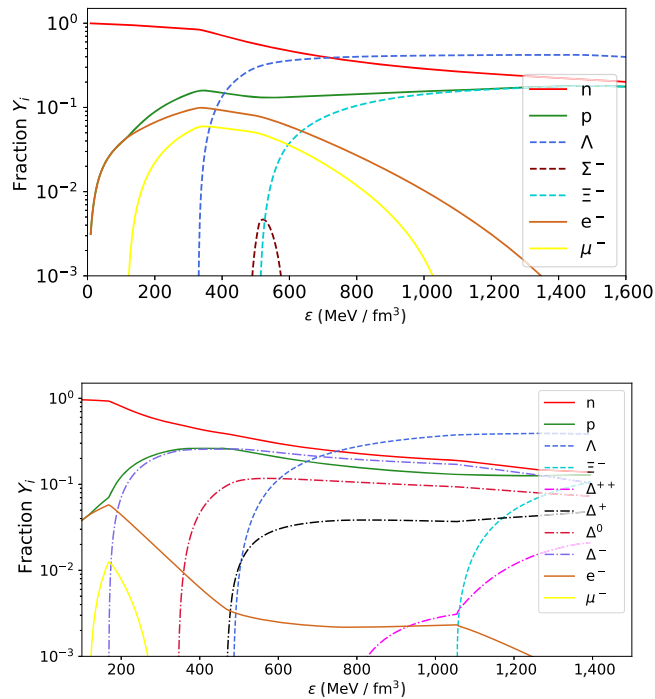 10⁰
10⁻¹
10⁻²
10⁻³
Fraction Yᵢ
n
p
Λ
Σ⁻
Ξ⁻
e⁻
μ⁻
0 200 400 600 800 1,000 1,200 1,400 1,600
ε (MeV / fm³)
10⁰
10⁻¹
10⁻²
10⁻³
Fraction Yᵢ
n
p
Λ
Ξ⁻
Δ⁺⁺
Δ⁺
Δ⁰
Δ⁻
e⁻
μ⁻
200 400 600 800 1,000 1,200 1,400
ε (MeV / fm³)